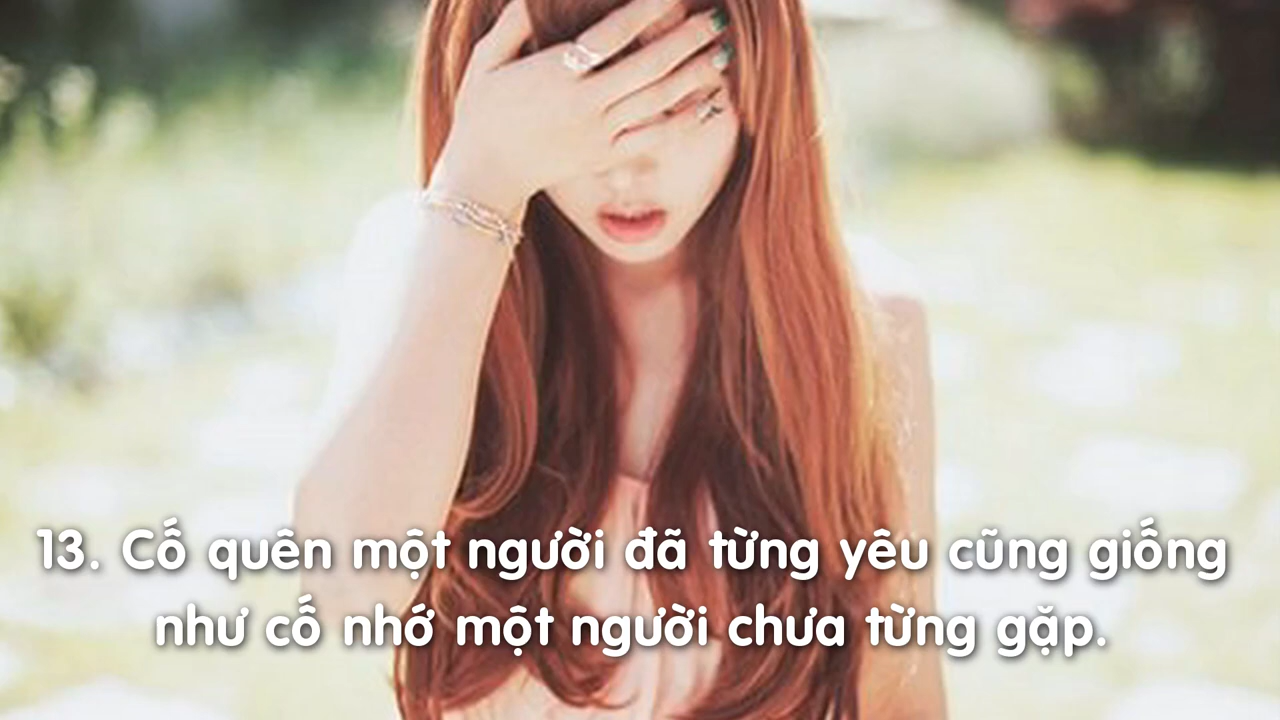 13. Cố quên một người đã từng yêu cũng giống
như cố nhớ một người chưa từng gặp.